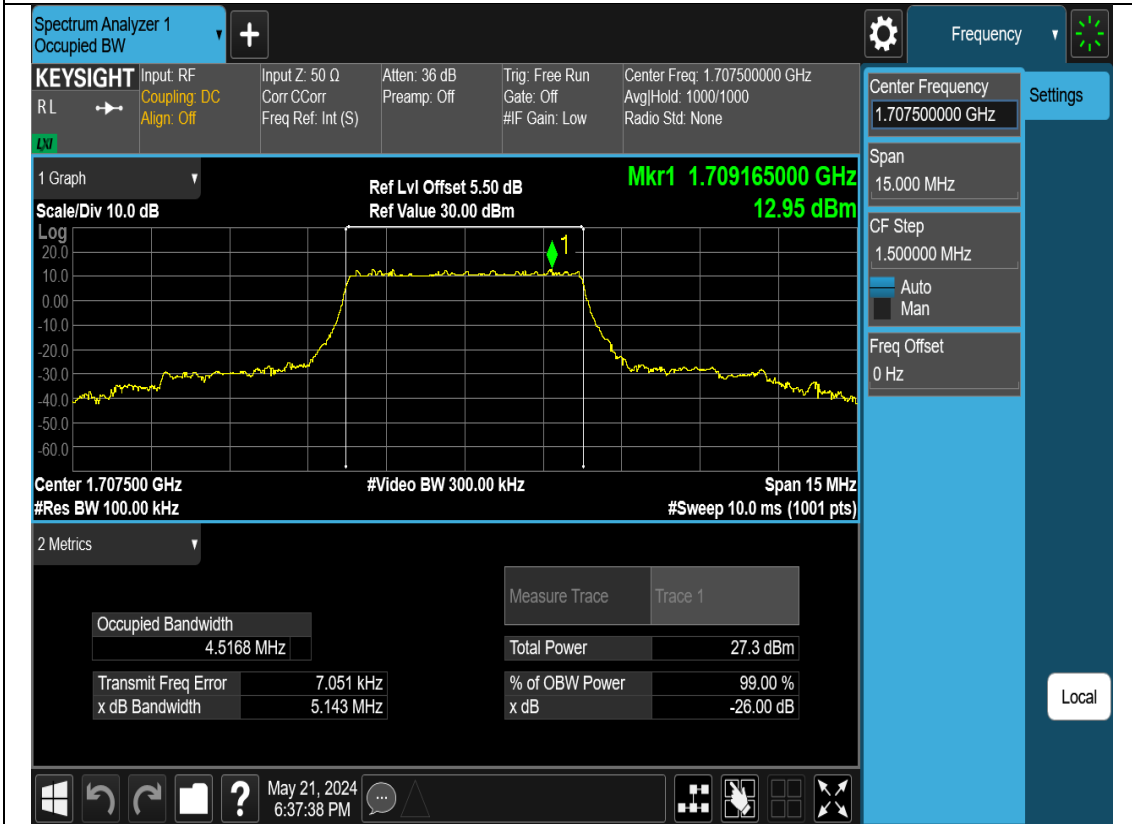 Spectrum Analyzer 1
Occupied BW
+
Frequency
KEYSIGHT
RL
LXI
Input: RF
Coupling: DC
Align: Off
Input Z: 50 Ω
Corr CCorr
Freq Ref: Int (S)
Atten: 36 dB
Preamp: Off
Trig: Free Run
Gate: Off
#IF Gain: Low
Center Freq: 1.707500000 GHz
Avg|Hold: 1000/1000
Radio Std: None
Center Frequency
1.707500000 GHz
Settings
Span
15.000 MHz
CF Step
1.500000 MHz
Auto
Man
Freq Offset
0 Hz
Local
1 Graph
Scale/Div 10.0 dB
Ref Lvl Offset 5.50 dB
Ref Value 30.00 dBm
Mkr1 1.709165000 GHz
12.95 dBm
Log
20.0
10.0
0.00
-10.0
-20.0
-30.0
-40.0
-50.0
-60.0
1
Center 1.707500 GHz
#Video BW 300.00 kHz
Span 15 MHz
#Res BW 100.00 kHz
#Sweep 10.0 ms (1001 pts)
2 Metrics
Measure Trace Trace 1
Occupied Bandwidth
4.5168 MHz
Total Power 27.3 dBm
Transmit Freq Error 7.051 kHz
% of OBW Power 99.00 %
x dB Bandwidth 5.143 MHz
x dB -26.00 dB
?
May 21, 2024
6:37:38 PM